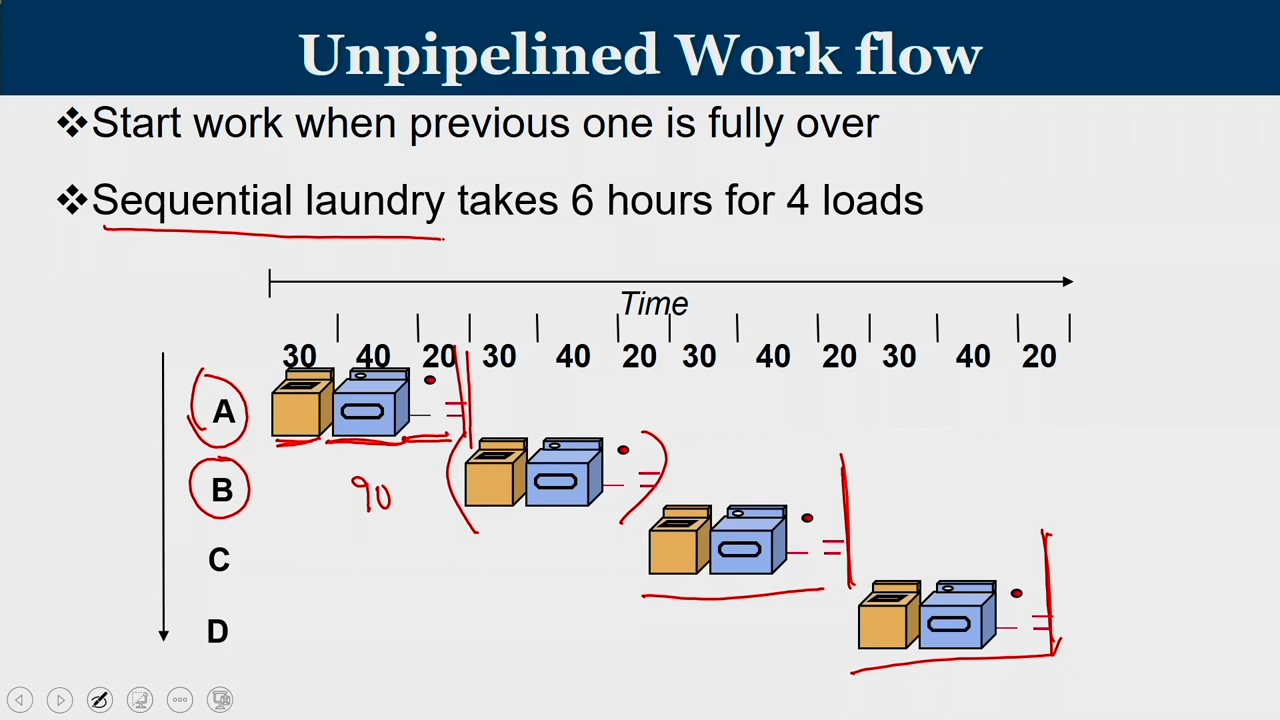 Unpipelined Work flow
❖Start work when previous one is fully over
❖Sequential laundry takes 6 hours for 4 loads
Time
30 40 20 30 40 20 30 40 20 30 40 20
A
B
90
C
D